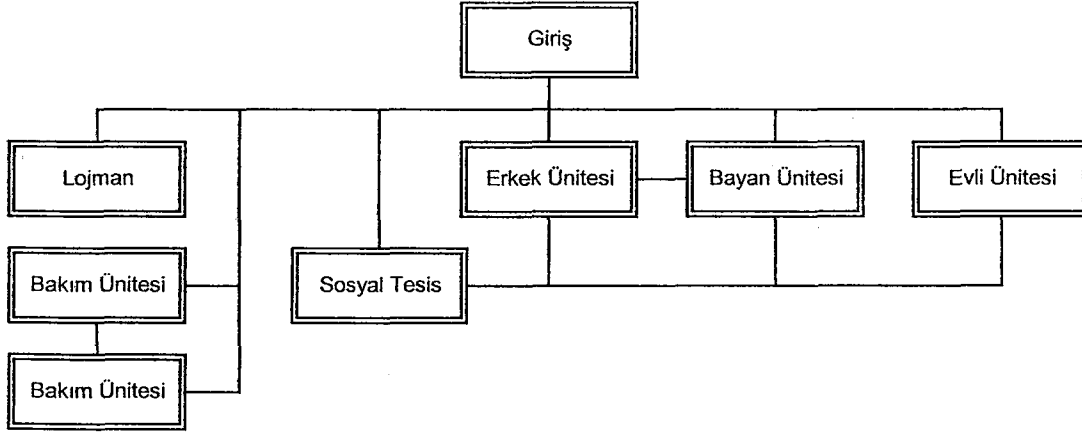 Giriş
Lojman
Erkek Ünitesi
Bayan Ünitesi
Evli Ünitesi
Bakım Ünitesi
Sosyal Tesis
Bakım Ünitesi